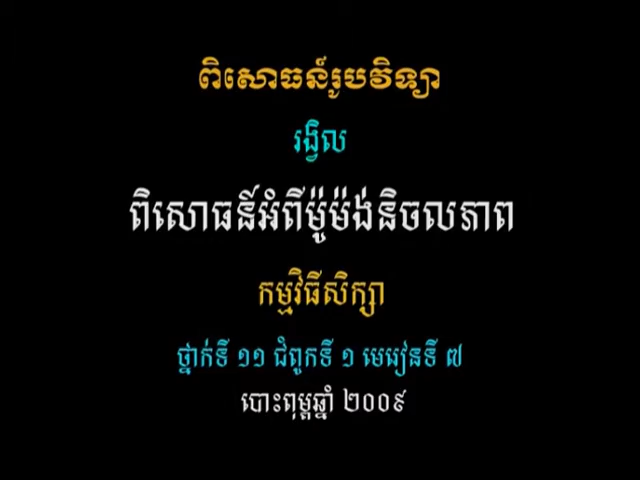 ពិសោធន៍រូបវិទ្យា
រង្វិល
ពិសោធន៍អំពីម៉ូម៉ង់និចលភាព
កម្មវិធីសិក្សា
ថ្នាក់ទី ១១ ជំពូកទី ១ មេរៀនទី ៧
បោះពុម្ពឆ្នាំ ២០០៩